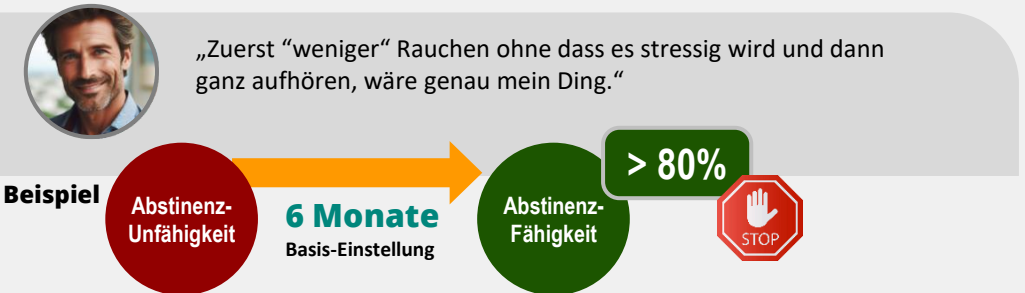 „Zuerst “weniger“ Rauchen ohne dass es stressig wird und dann
ganz aufhören, wäre genau mein Ding.“
> 80%
Beispiel
Abstinenz-
Unfähigkeit
6 Monate
Basis-Einstellung
Abstinenz-
Fähigkeit
STOP